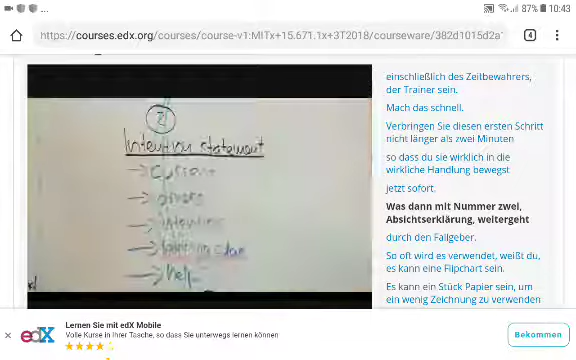 ... 87% 10:43
https://courses.edx.org/courses/course-v1:MITx+15.671.1x+3T2018/courseware/382d1015d2a
4
2
Intention statement
→ current
→ others
→ intention
→ learning edge
→ help
einschließlich des Zeitbewahrers,
der Trainer sein.
Mach das schnell.
Verbringen Sie diesen ersten Schritt
nicht länger als zwei Minuten
so dass du sie wirklich in die
wirkliche Handlung bewegst
jetzt sofort.
Was dann mit Nummer zwei,
Absichtserklärung, weitergeht
durch den Fallgeber.
So oft wird es verwendet, weißt du,
es kann eine Flipchart sein.
Es kann ein Stück Papier sein, um
ein wenig Zeichnung zu verwenden
× edX
Lernen Sie mit edX Mobile
Volle Kurse in Ihrer Tasche, so dass Sie unterwegs lernen können
Bekommen